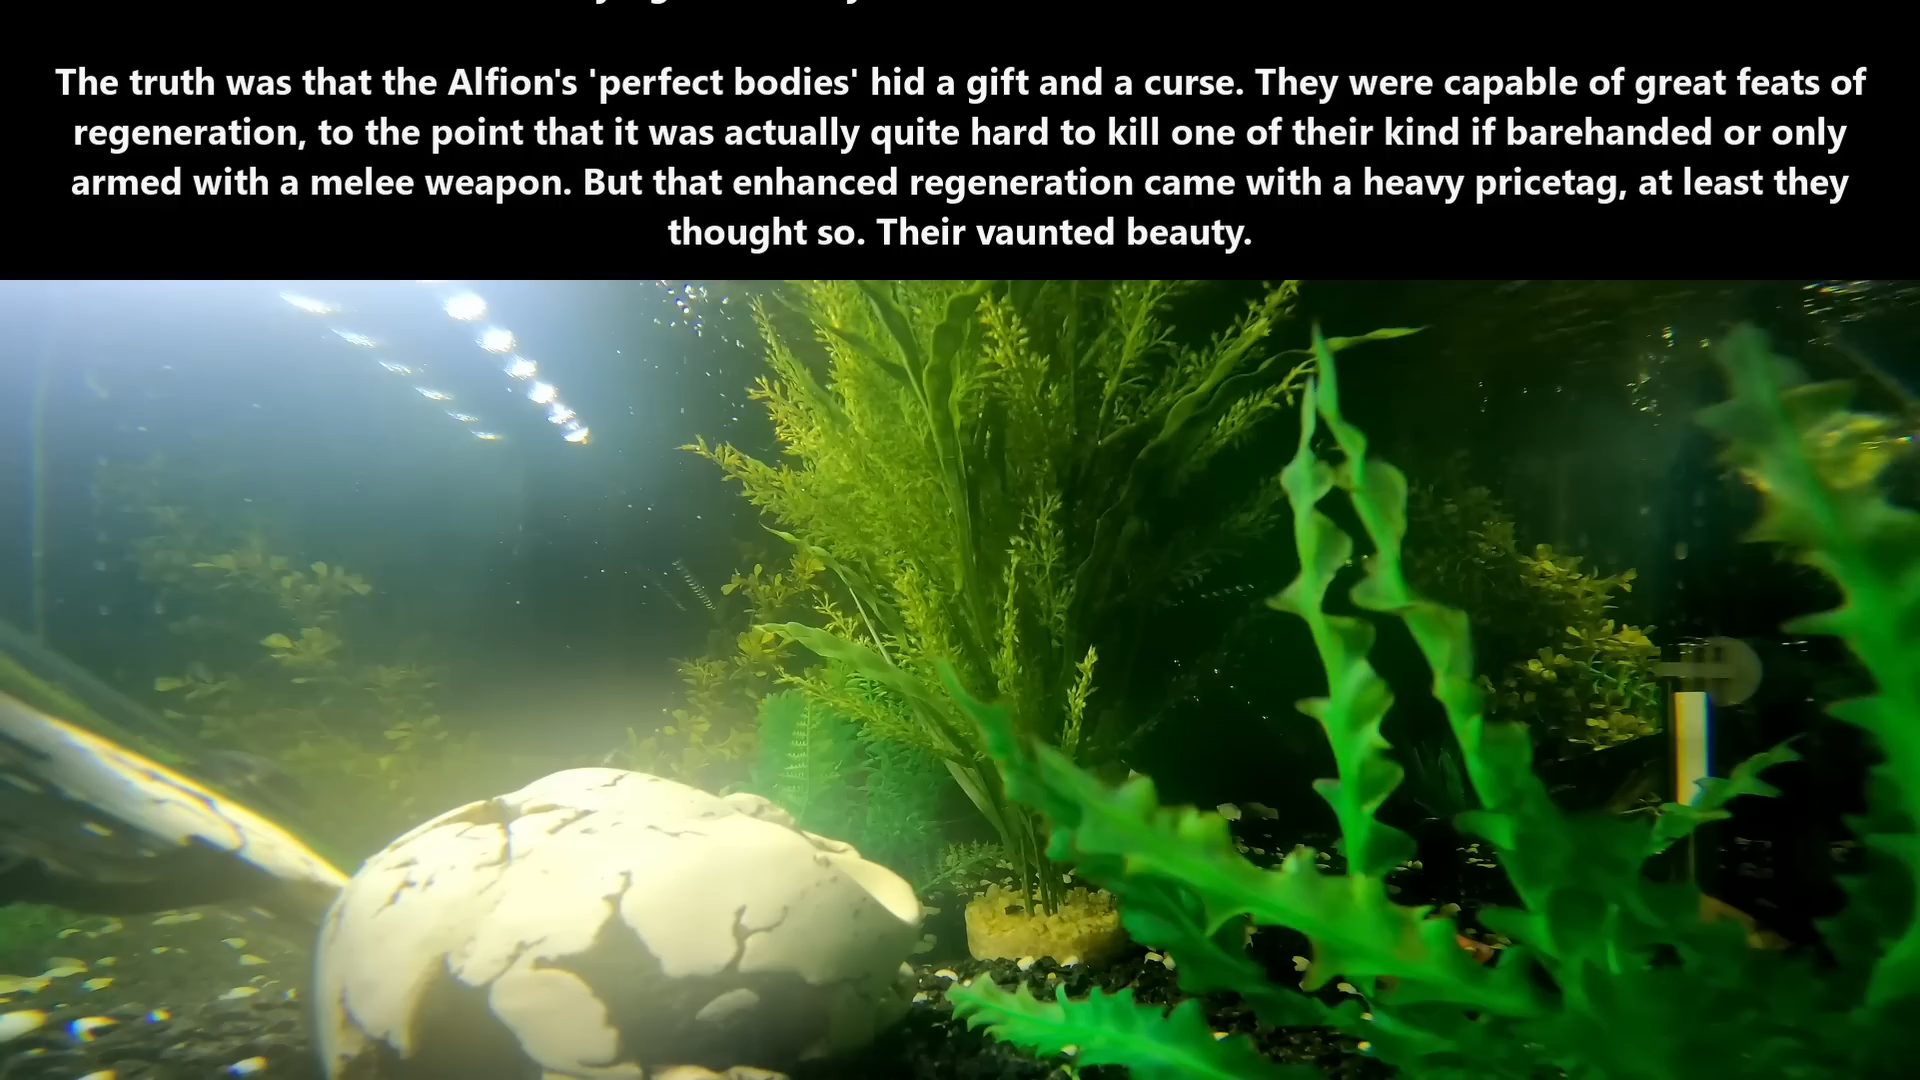 The truth was that the Alfion's 'perfect bodies' hid a gift and a curse. They were capable of great feats of
regeneration, to the point that it was actually quite hard to kill one of their kind if barehanded or only
armed with a melee weapon. But that enhanced regeneration came with a heavy pricetag, at least they
thought so. Their vaunted beauty.